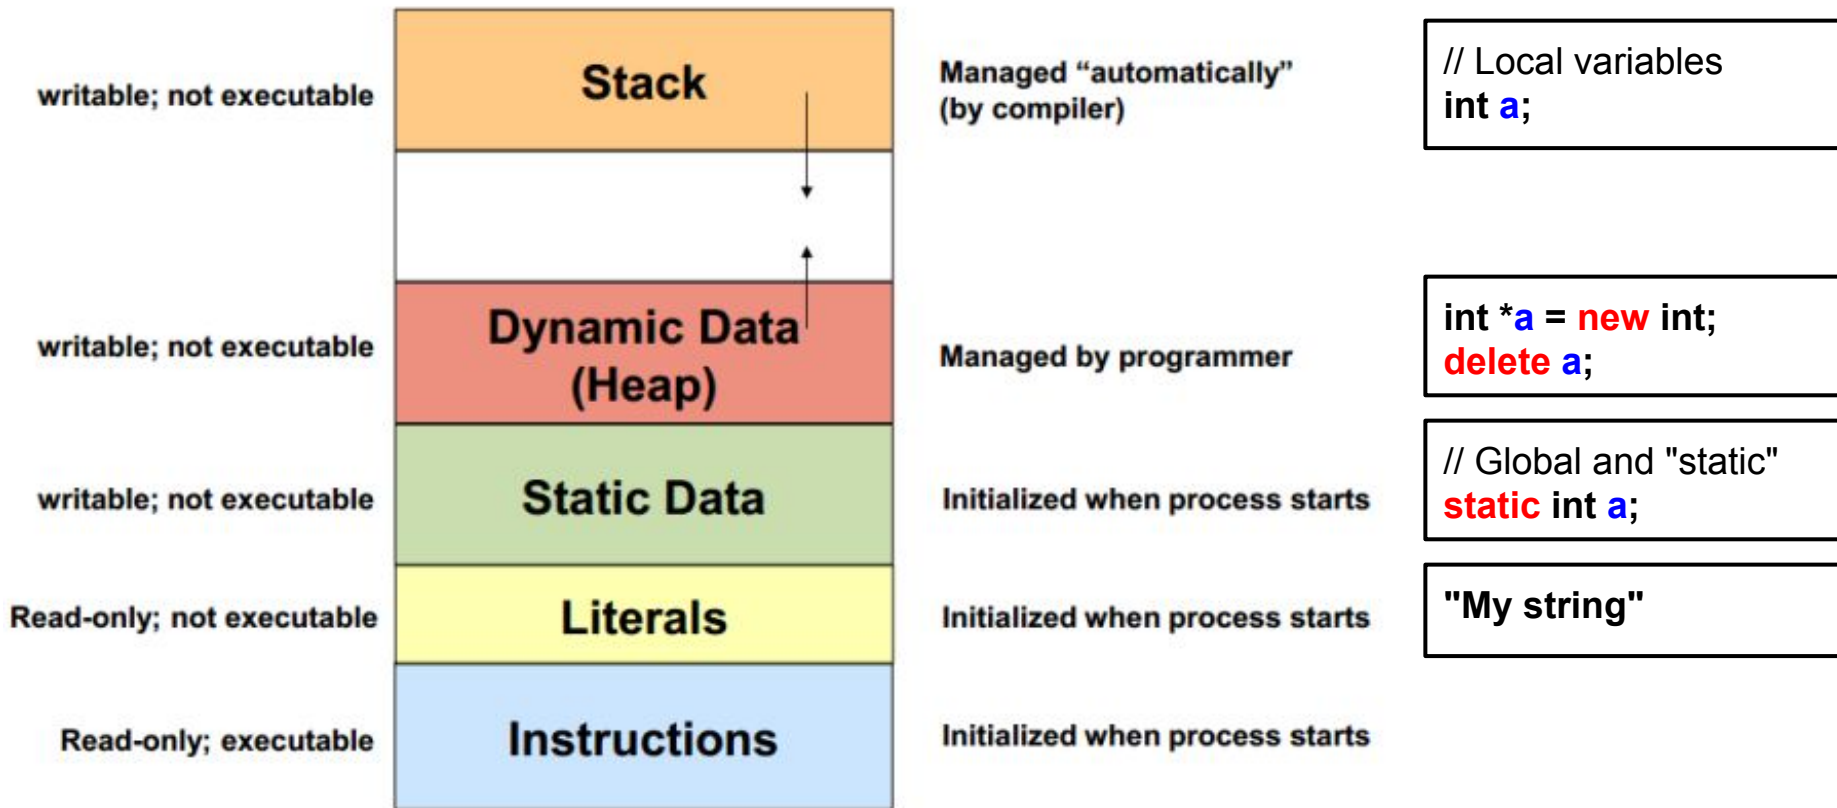 writable; not executable
Stack
Managed “automatically”
(by compiler)
// Local variables
int a;
writable; not executable
Dynamic Data
(Heap)
Managed by programmer
int *a = new int;
delete a;
writable; not executable
Static Data
Initialized when process starts
// Global and "static"
static int a;
Read-only; not executable
Literals
Initialized when process starts
"My string"
Read-only; executable
Instructions
Initialized when process starts